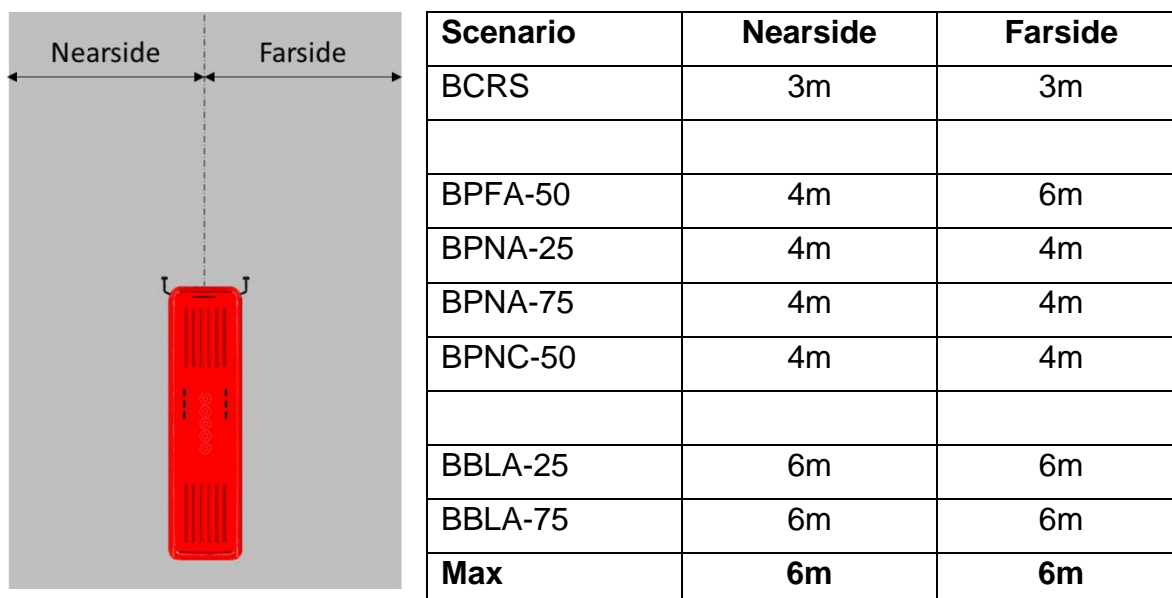 Nearside Farside
Scenario Nearside Farside
BCRS 3m 3m
BPFA-50 4m 6m
BPNA-25 4m 4m
BPNA-75 4m 4m
BPNC-50 4m 4m
BBLA-25 6m 6m
BBLA-75 6m 6m
Max 6m 6m